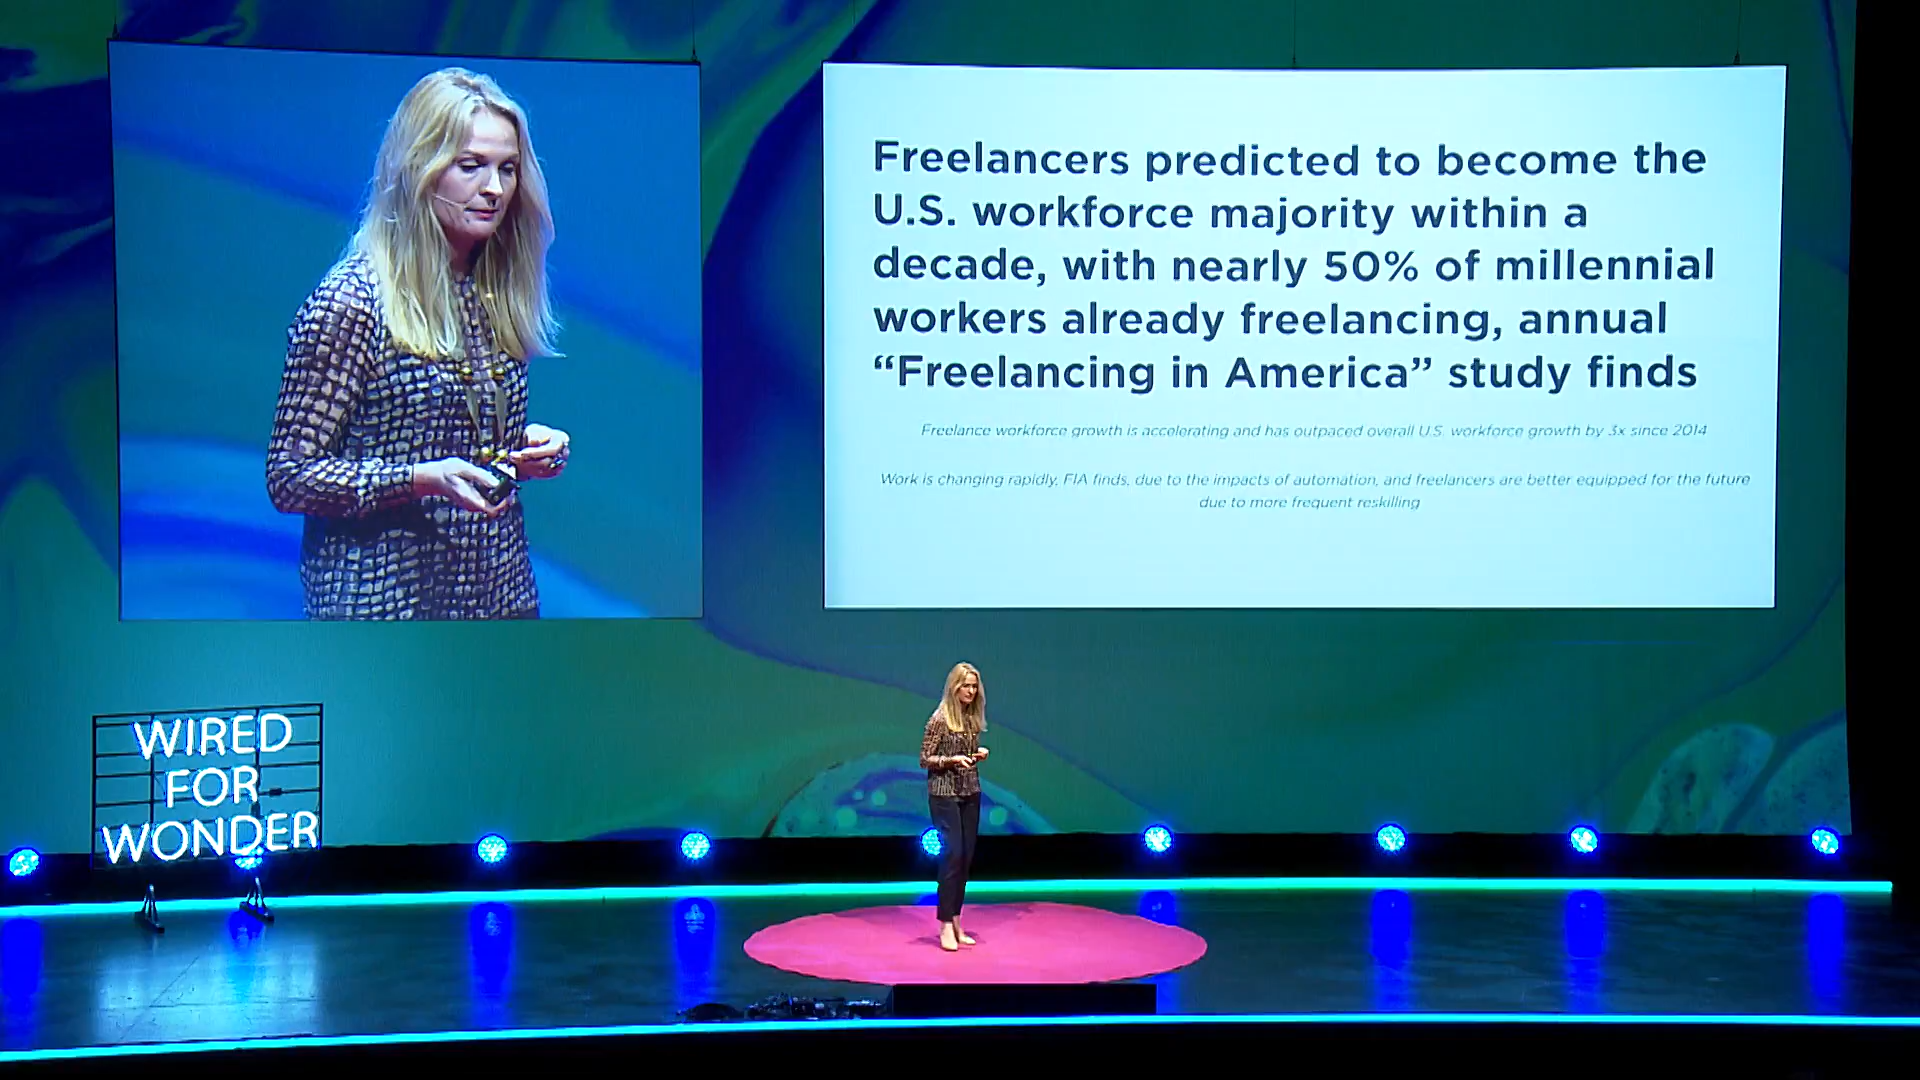 Freelancers predicted to become the
U.S. workforce majority within a
decade, with nearly 50% of millennial
workers already freelancing, annual
“Freelancing in America” study finds
Freelance workforce growth is accelerating and has outpaced overall U.S. workforce growth by 3x since 2014
Work is changing rapidly, FIA finds, due to the impacts of automation, and freelancers are better equipped for the future
due to more frequent reskilling
WIRED
FOR
WONDER